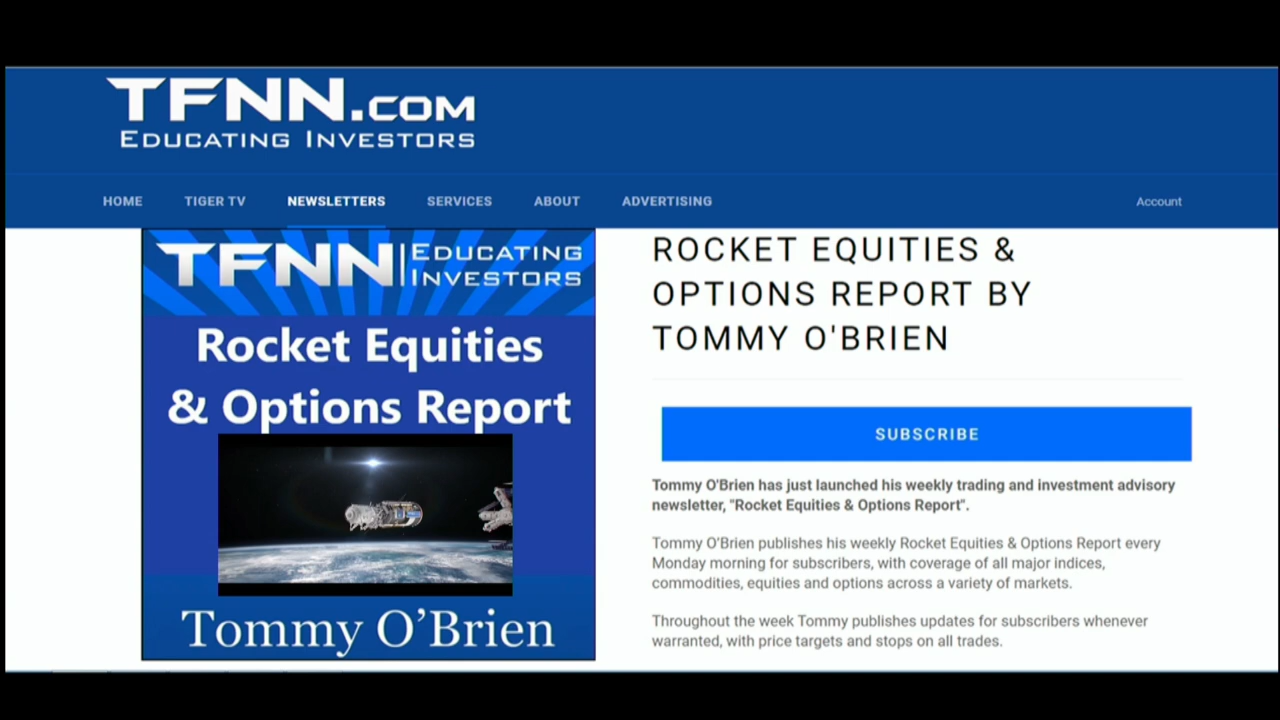 TFNN.COM
EDUCATING INVESTORS
HOME TIGER TV NEWSLETTERS SERVICES ABOUT ADVERTISING Account
TFNN EDUCATING
INVESTORS
Rocket Equities
& Options Report
Tommy O’Brien
ROCKET EQUITIES &
OPTIONS REPORT BY
TOMMY O'BRIEN
SUBSCRIBE
Tommy O'Brien has just launched his weekly trading and investment advisory
newsletter, "Rocket Equities & Options Report".
Tommy O'Brien publishes his weekly Rocket Equities & Options Report every
Monday morning for subscribers, with coverage of all major indices,
commodities, equities and options across a variety of markets.
Throughout the week Tommy publishes updates for subscribers whenever
warranted, with price targets and stops on all trades.